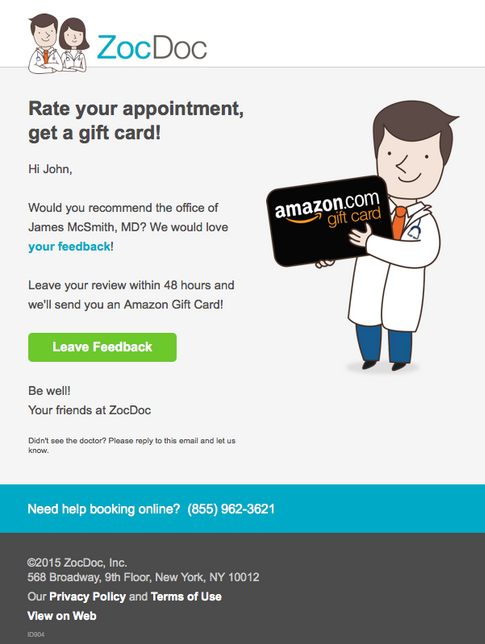 ZocDoc
Rate your appointment,
get a gift card!
Hi John,
Would you recommend the office of
James McSmith, MD? We would love
your feedback!
amazon.com
gift card
Leave your review within 48 hours and
we'll send you an Amazon Gift Card!
Leave Feedback
Be well!
Your friends at ZocDoc
Didn't see the doctor? Please reply to this email and let us
know.
Need help booking online? (855) 962-3621
©2015 ZocDoc, Inc.
568 Broadway, 9th Floor, New York, NY 10012
Our Privacy Policy and Terms of Use
View on Web
ID904